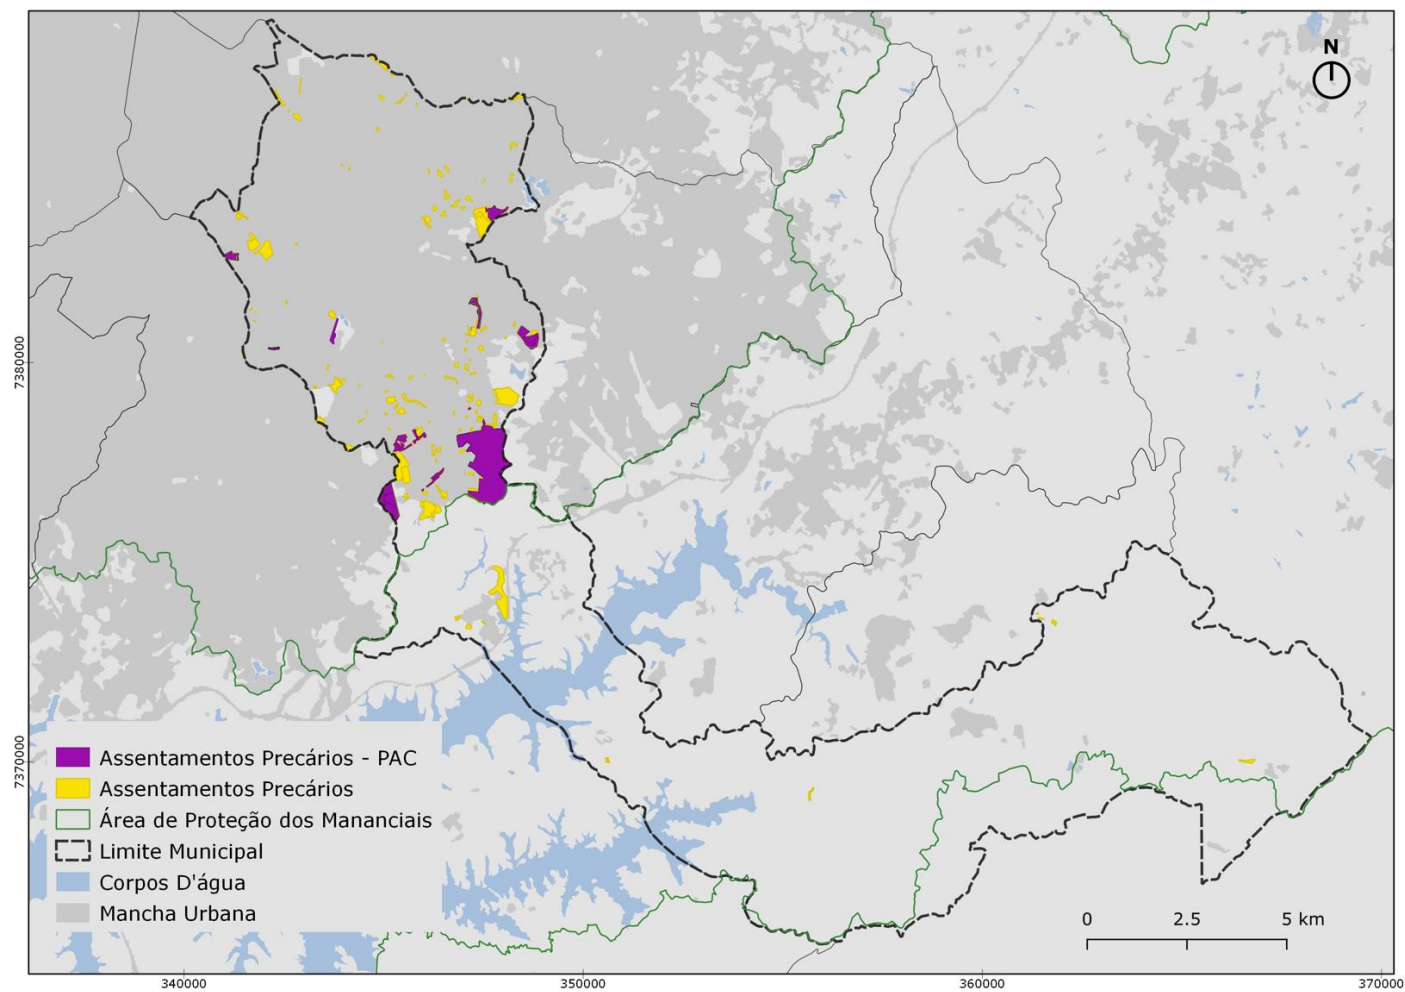 N
7380000
7370000
Assentamentos Precários - PAC
Assentamentos Precários
Área de Proteção dos Mananciais
Limite Municipal
Corpos D'água
Mancha Urbana
0 2.5 5 km
340000 350000 360000 370000